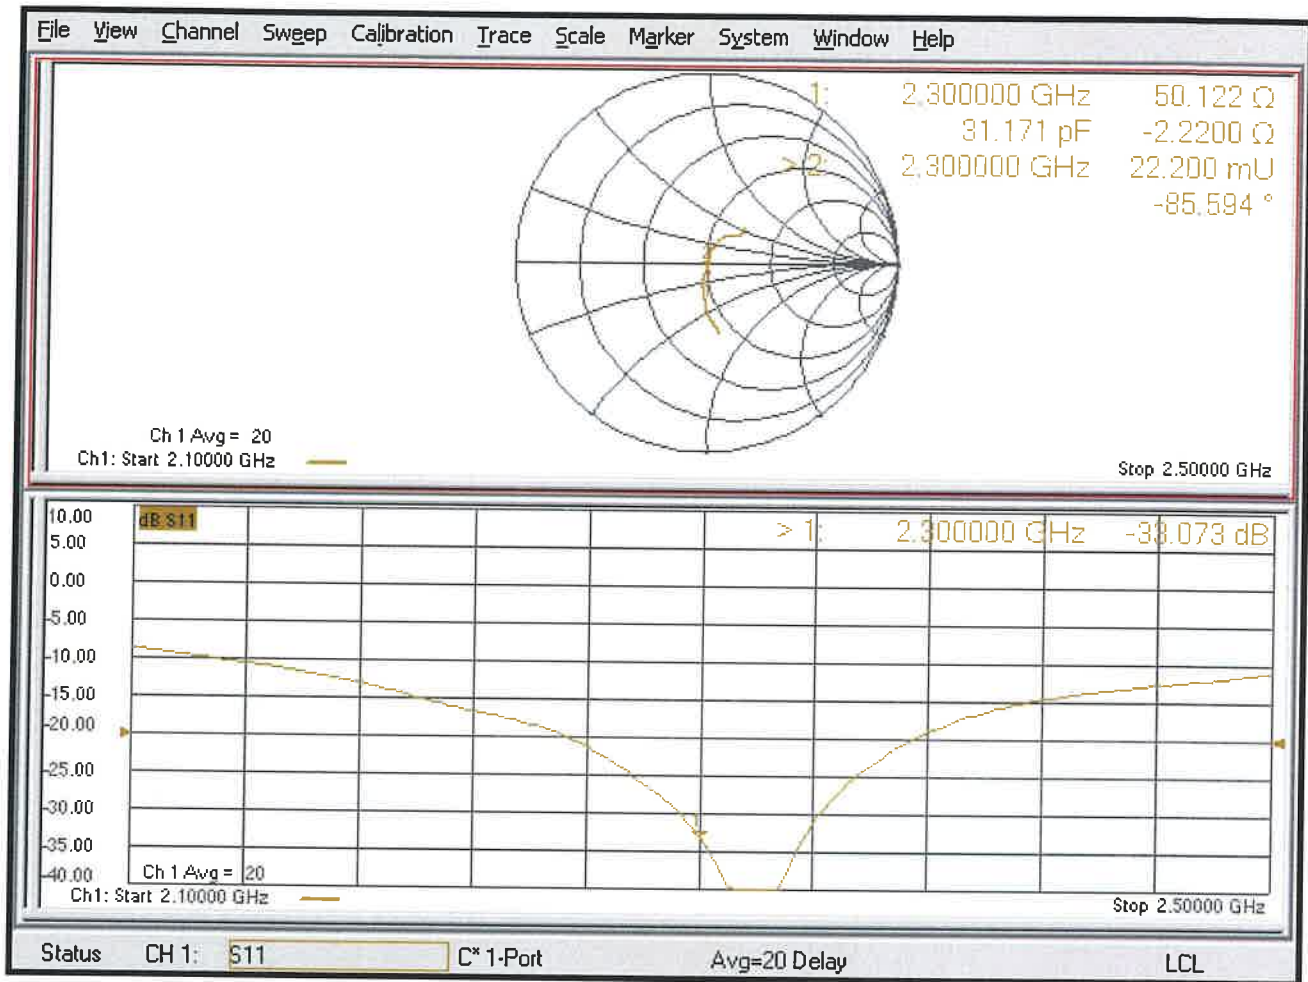 File View Channel Sweep Calibration Trace Scale Marker System Window Help
1: 2.300000 GHz 50.122 Ω
31.171 pF -2.2200 Ω
> 2: 2.300000 GHz 22.200 mU
-85.594 °
Ch 1 Avg = 20
Ch1: Start 2.10000 GHz
Stop 2.50000 GHz
10.00
dB S11
> 1: 2.300000 GHz -33.073 dB
5.00
0.00
-5.00
-10.00
-15.00
-20.00
-25.00
-30.00
1
-35.00
-40.00
Ch 1 Avg = 20
Ch1: Start 2.10000 GHz
Stop 2.50000 GHz
Status CH 1: S11 C* 1-Port Avg=20 Delay LCL